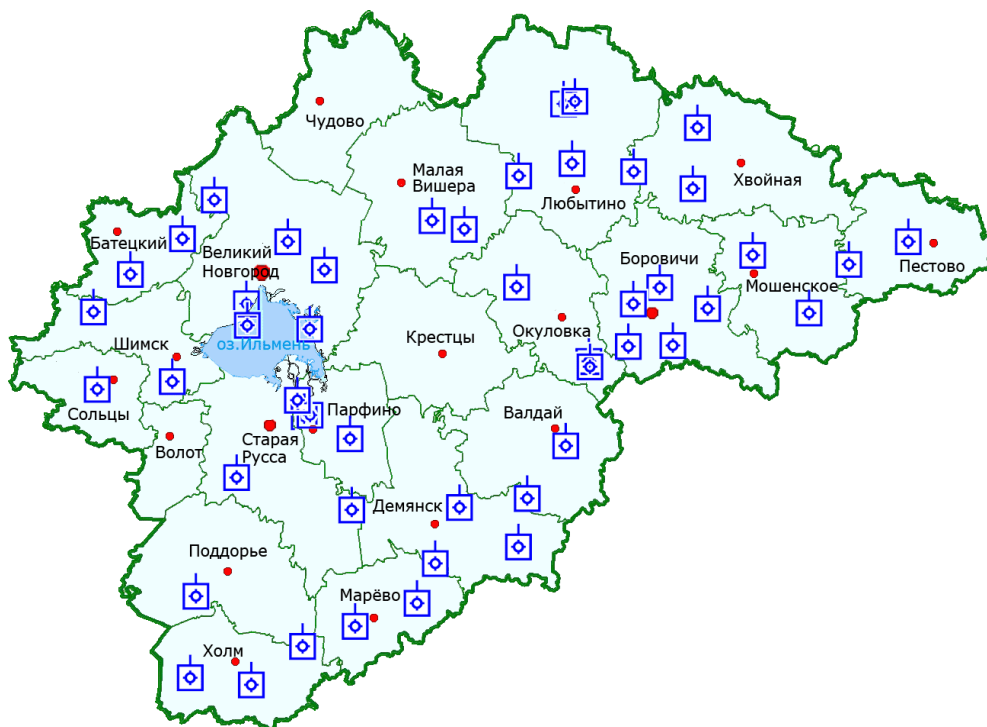 Чудово
Малая
Вишера
Любытино
Хвойная
Батецкий
Великий
Новгород
Боровичи
Пестово
Мошенское
Шимск
оз.Ильмень
Крестцы
Окуловка
Сольцы
Волот
Старая
Русса
Парфино
Валдай
Демянск
Поддорье
Марёво
Холм